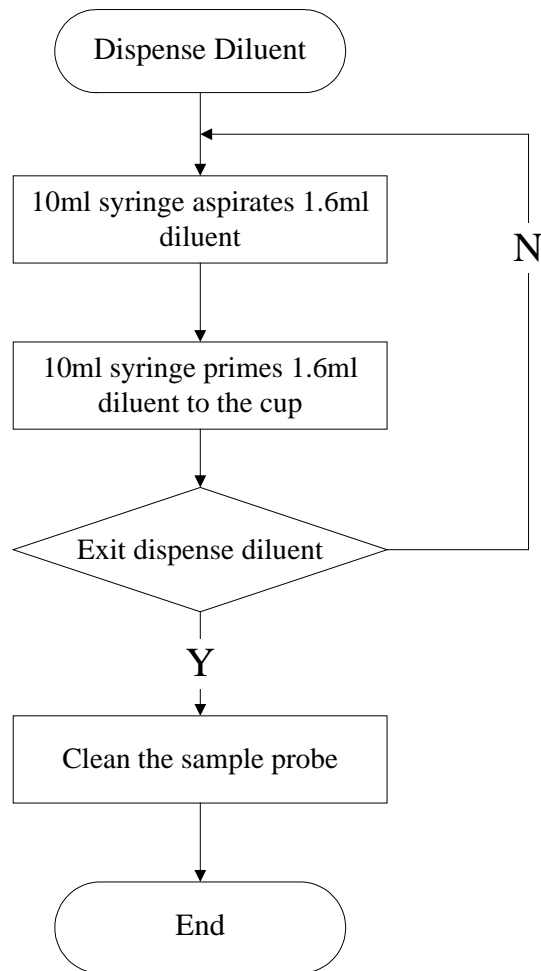 Dispense Diluent
10ml syringe aspirates 1.6ml
diluent
N
10ml syringe primes 1.6ml
diluent to the cup
Exit dispense diluent
Y
Clean the sample probe
End